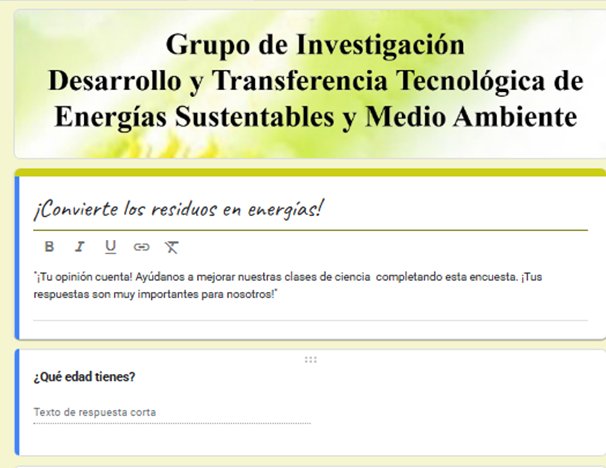 Grupo de Investigación
Desarrollo y Transferencia Tecnológica de
Energías Sustentables y Medio Ambiente
¡Convierte los residuos en energías!
B I U
"¡Tu opinión cuenta! Ayúdanos a mejorar nuestras clases de ciencia completando esta encuesta. ¡Tus
respuestas son muy importantes para nosotros!"
¿Qué edad tienes?
Texto de respuesta corta